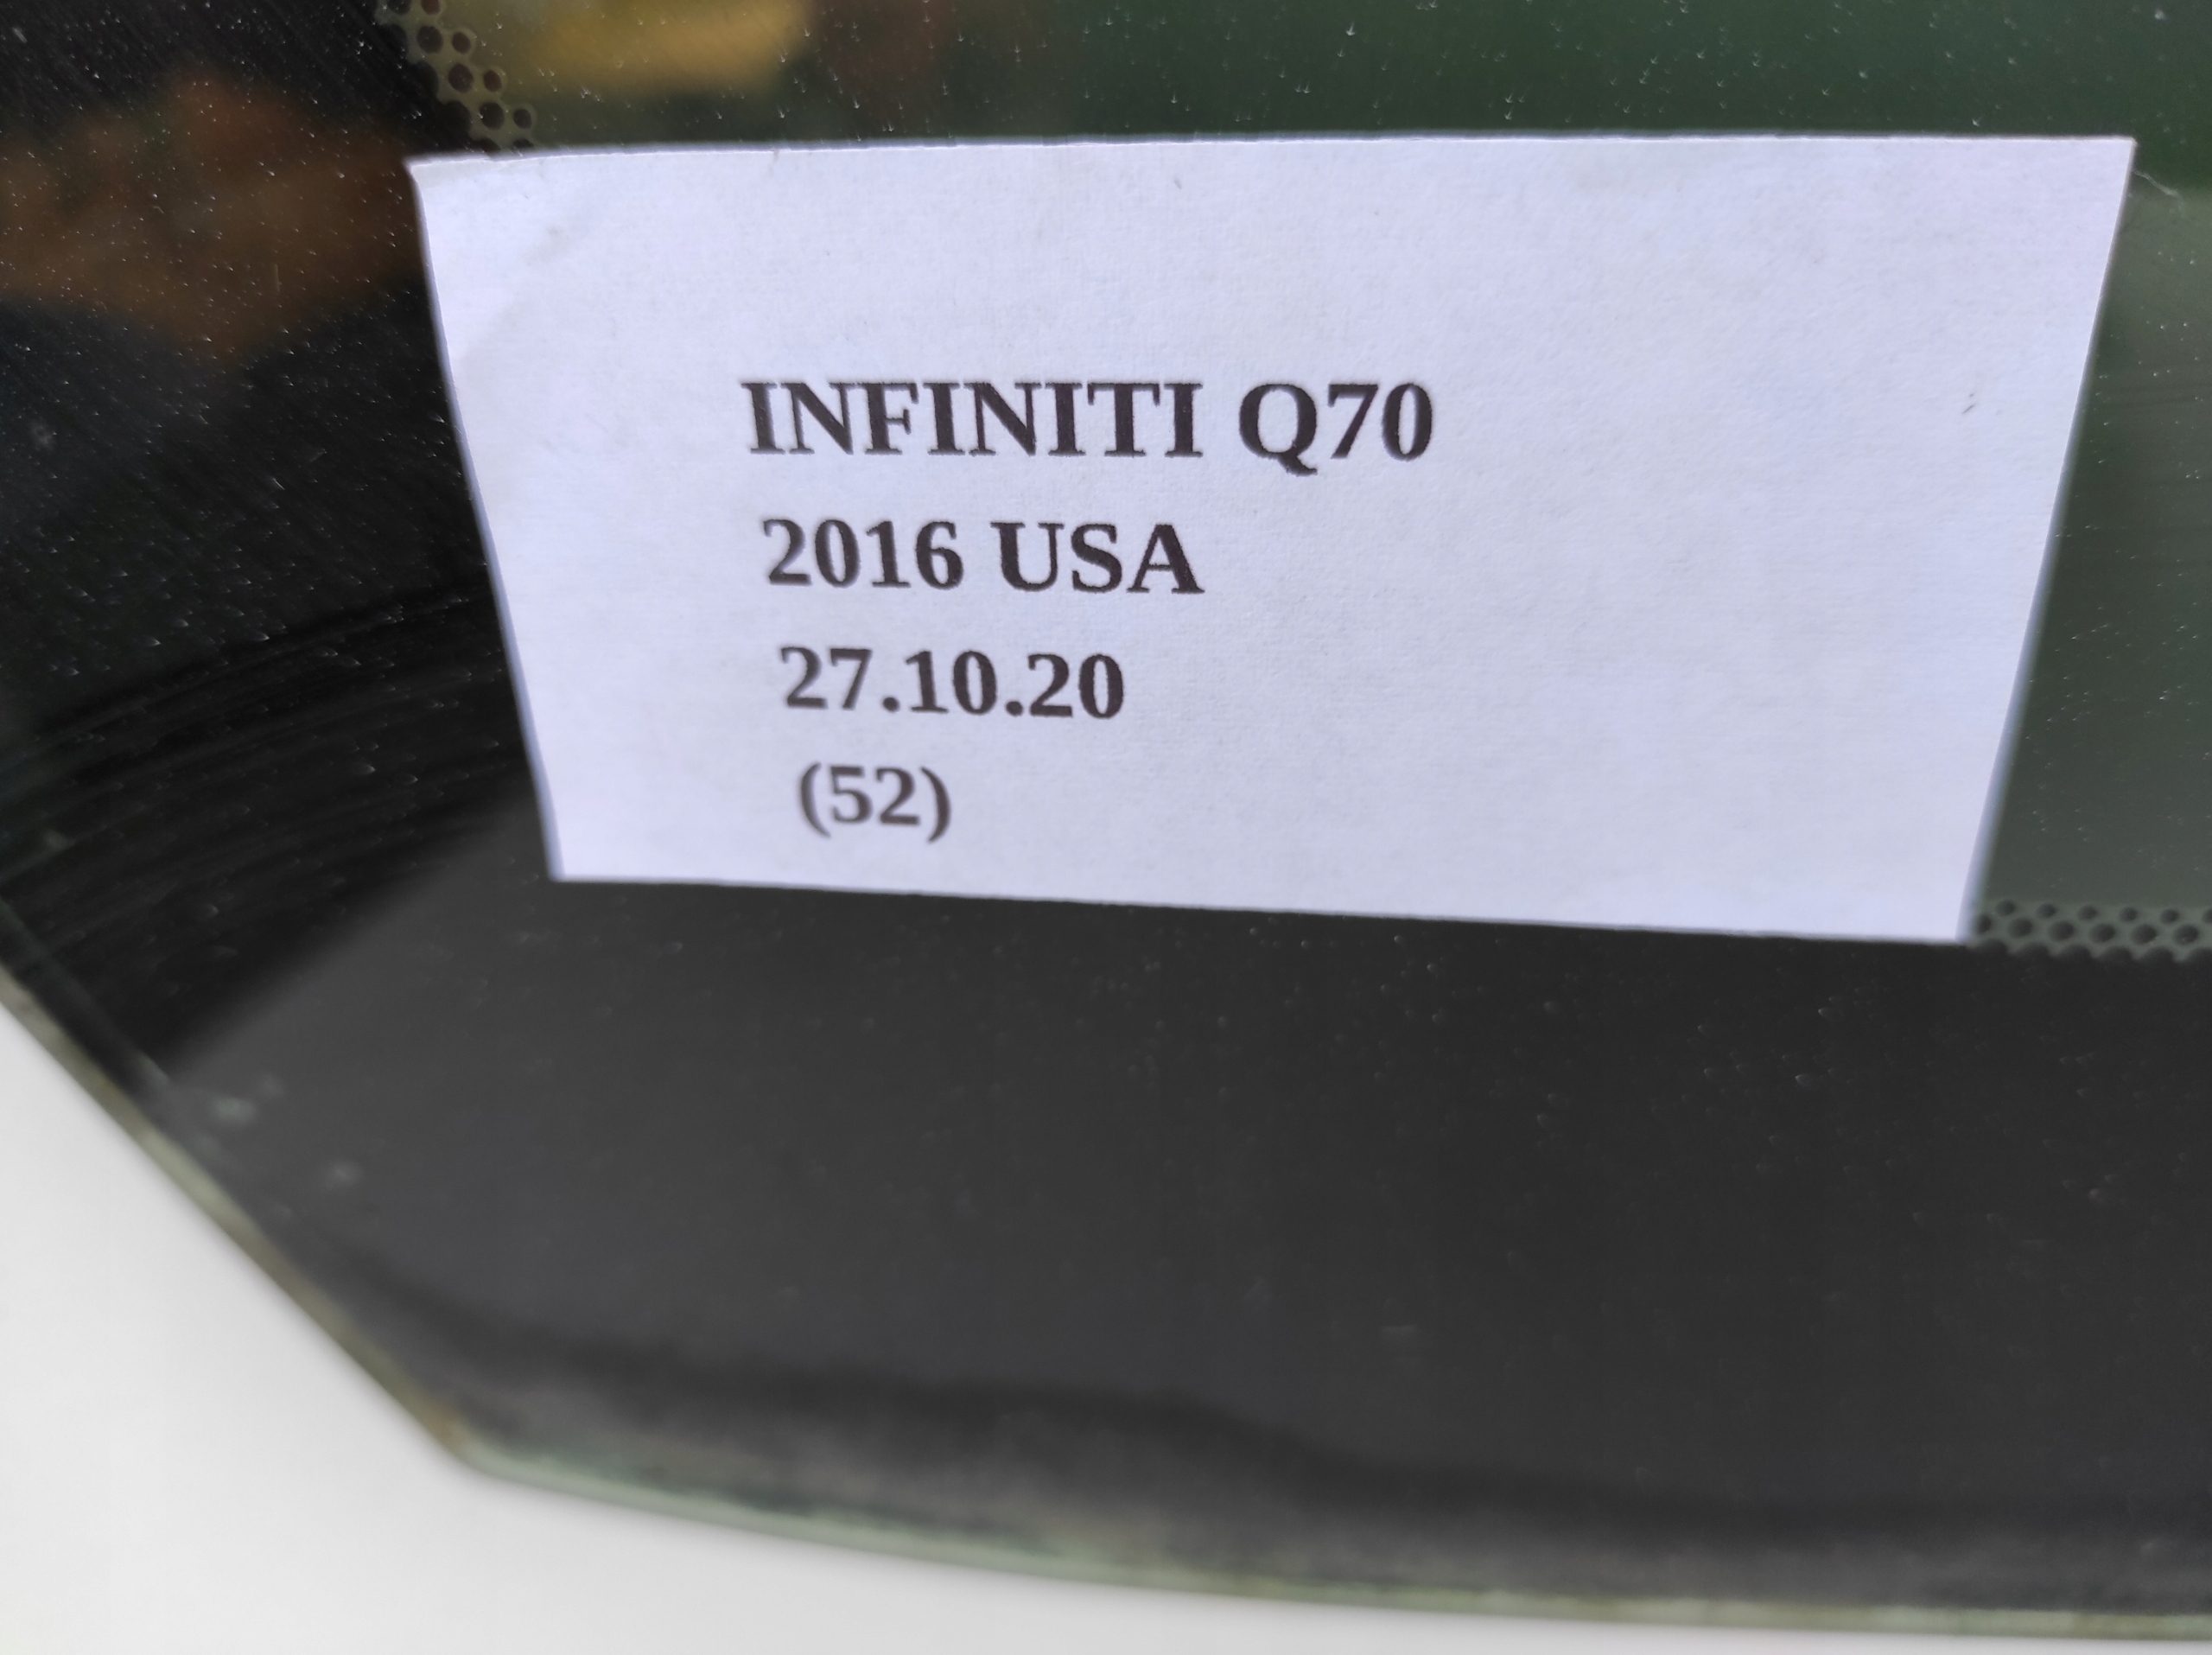 INFINITI Q70
2016 USA
27.10.20
(52)